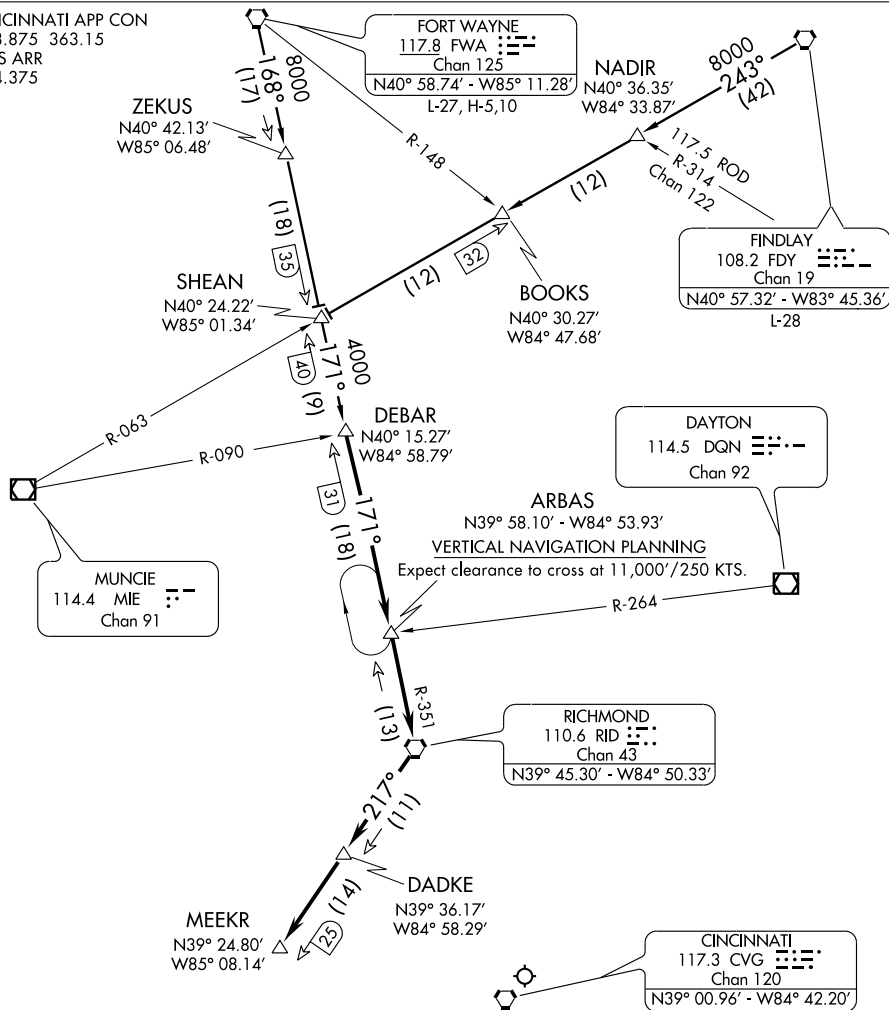 CINCINNATI APP CON
.875 363.15
ARR
.375
FORT WAYNE
117.8 FWA
Chan 125
N40° 58.74' - W85° 11.28'
L-27, H-5,10
8000
168°
(17)
ZEKUS
N40° 42.13'
W85° 06.48'
R-148
NADIR
N40° 36.35'
W84° 33.87'
8000
243°
(42)
117.5 ROD
R-314
Chan 122
(12)
FINDLAY
108.2 FDY
Chan 19
N40° 57.32' - W83° 45.36'
L-28
(18)
35
32
(12)
BOOKS
N40° 30.27'
W84° 47.68'
SHEAN
N40° 24.22'
W85° 01.34'
4000
171°
40
(9)
R-063
DEBAR
N40° 15.27'
W84° 58.79'
R-090
31
171°
(18)
DAYTON
114.5 DQN
Chan 92
ARBAS
N39° 58.10' - W84° 53.93'
VERTICAL NAVIGATION PLANNING
Expect clearance to cross at 11,000'/250 KTS.
MUNCIE
114.4 MIE
Chan 91
R-264
R-351
(13)
RICHMOND
110.6 RID
Chan 43
N39° 45.30' - W84° 50.33'
217°
(11)
DADKE
N39° 36.17'
W84° 58.29'
(14)
25
MEEKR
N39° 24.80'
W85° 08.14'
CINCINNATI
117.3 CVG
Chan 120
N39° 00.96' - W84° 42.20'